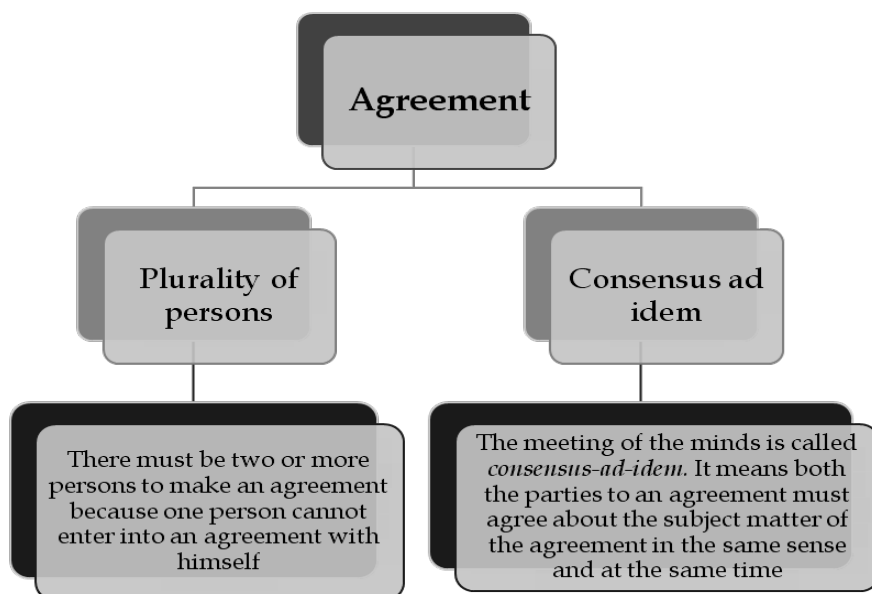 Agreement
Plurality of
persons
Consensus ad
idem
There must be two or more
persons to make an agreement
because one person cannot
enter into an agreement with
himself
The meeting of the minds is called
consensus-ad-idem. It means both
the parties to an agreement must
agree about the subject matter of
the agreement in the same sense
and at the same time